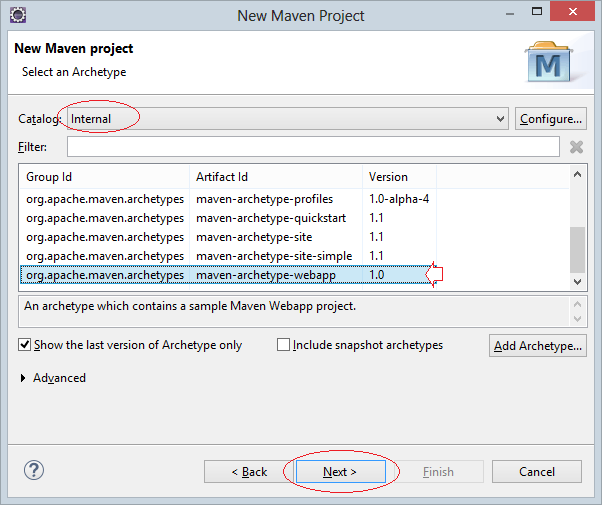 New Maven Project
New Maven project
Select an Archetype
M
Catalog: Internal Configure...
Filter:
Group Id Artifact Id Version
org.apache.maven.archetypes maven-archetype-profiles 1.0-alpha-4
org.apache.maven.archetypes maven-archetype-quickstart 1.1
org.apache.maven.archetypes maven-archetype-site 1.1
org.apache.maven.archetypes maven-archetype-site-simple 1.1
org.apache.maven.archetypes maven-archetype-webapp 1.0
An archetype which contains a sample Maven Webapp project.
Show the last version of Archetype only Include snapshot archetypes Add Archetype...
Advanced
? < Back Next > Finish Cancel